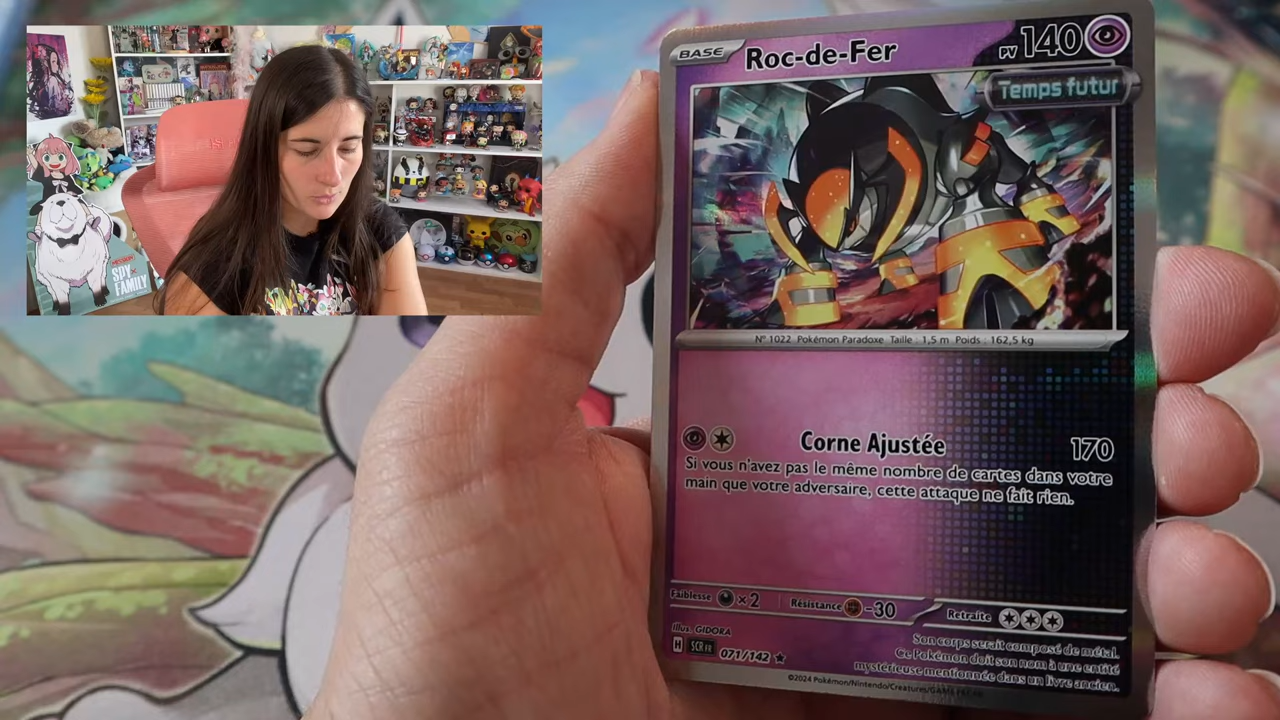 SPY
FAMILY
BASE
Roc-de-Fer
PV 140
Temps futur
N° 1022 Pokémon Paradoxe Taille : 1,5 m Poids : 162,5 kg
Corne Ajustée 170
Si vous n'avez pas le même nombre de cartes dans votre
main que votre adversaire, cette attaque ne fait rien.
Faiblesse ×2 Résistance -30 Retraite
Illus. GIDORA
H SCR FR 071/142
Son corps serait composé de métal.
Ce Pokémon doit son nom à une entité
mystérieuse mentionnée dans un livre ancien.
©2024 Pokémon/Nintendo/Creatures/GAME FREAK